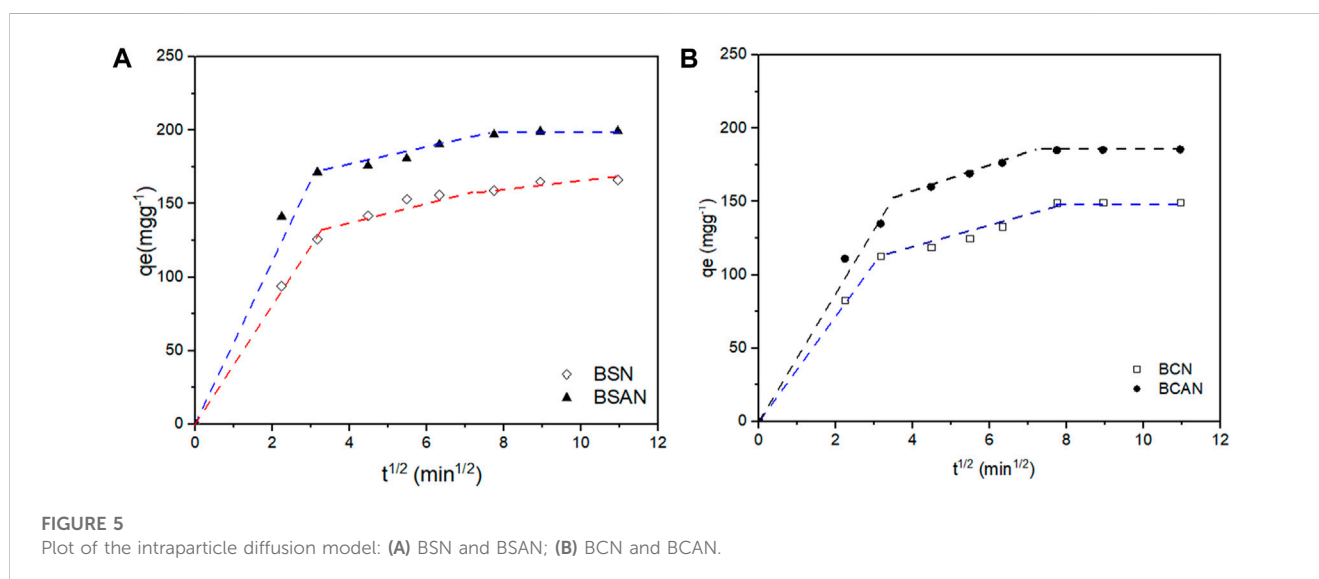 A
250
200
150
100
50
0
qe(mgg⁻¹)
BSN
BSAN
0 2 4 6 8 10 12
t¹/² (min¹/²)
B
250
200
150
100
50
0
qe (mgg⁻¹)
BCN
BCAN
0 2 4 6 8 10 12
t¹/² (min¹/²)
FIGURE 5
Plot of the intraparticle diffusion model: (A) BSN and BSAN; (B) BCN and BCAN.